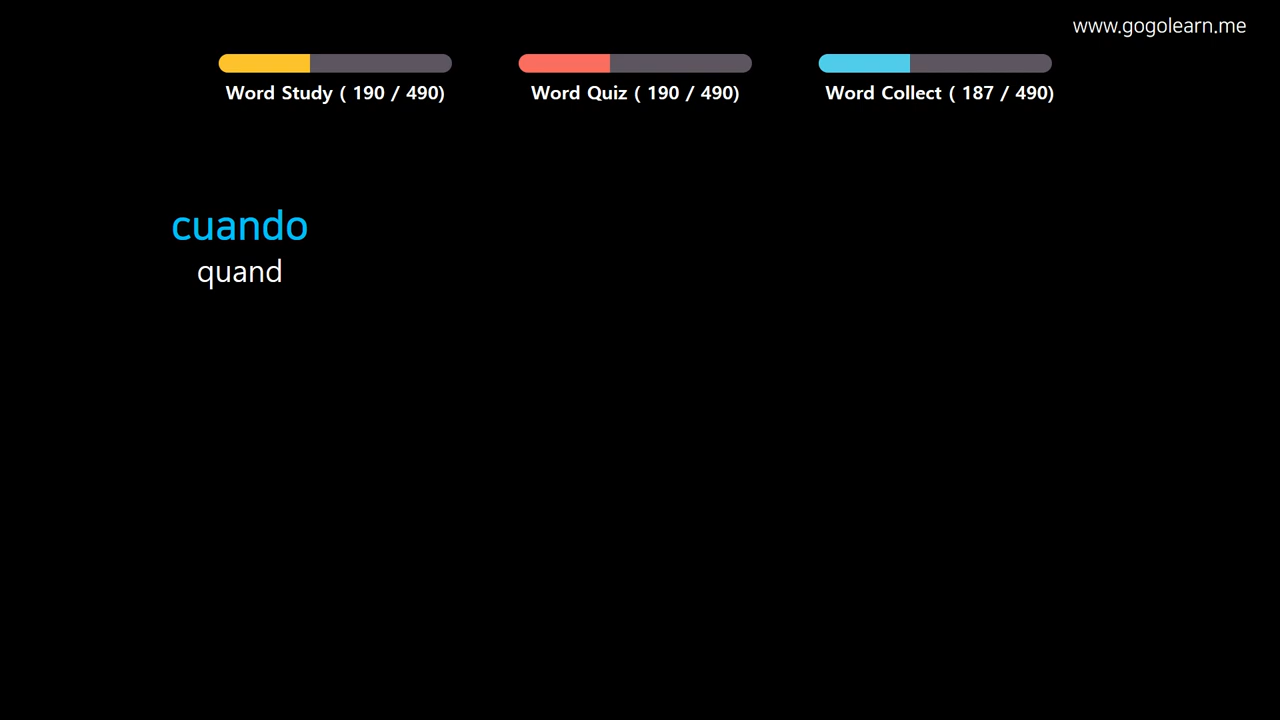 www.gogolearn.me
Word Study ( 190 / 490)
Word Quiz ( 190 / 490)
Word Collect ( 187 / 490)
cuando
quand